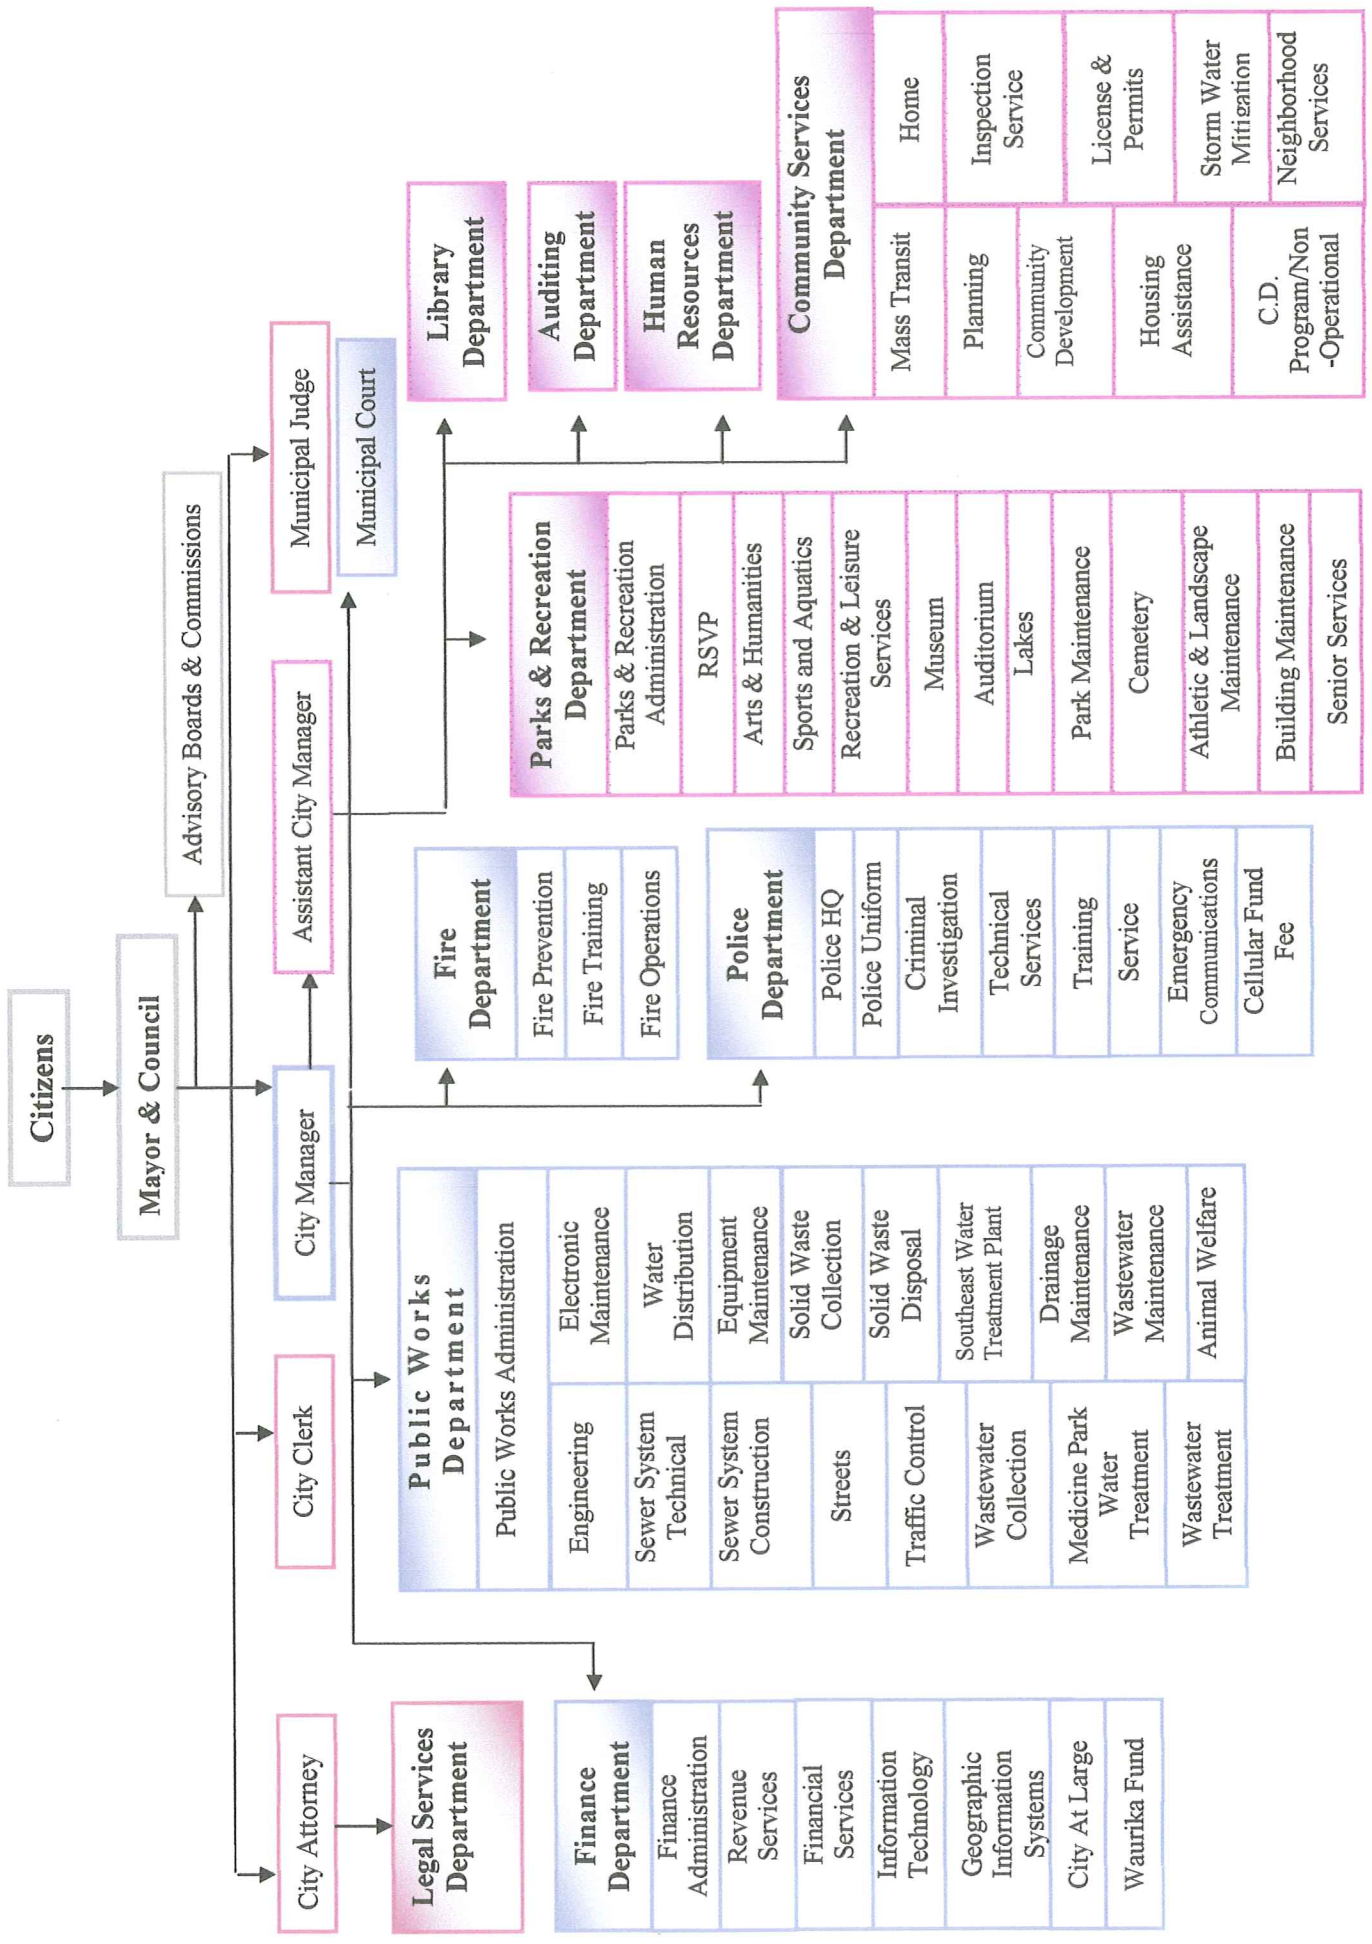 Citizens
Mayor & Council
Advisory Boards & Commissions
City Attorney
City Clerk
City Manager
Assistant City Manager
Municipal Judge
Municipal Court
Legal Services
Department
Finance
Department
Finance
Administration
Revenue
Services
Financial
Services
Information
Technology
Geographic
Information
Systems
City At Large
Waurika Fund
Public Works
Department
Public Works Administration
Engineering
Sewer System
Technical
Sewer System
Construction
Streets
Traffic Control
Wastewater
Collection
Medicine Park
Water
Treatment
Wastewater
Treatment
Electronic
Maintenance
Water
Distribution
Equipment
Maintenance
Solid Waste
Collection
Solid Waste
Disposal
Southeast Water
Treatment Plant
Drainage
Maintenance
Wastewater
Maintenance
Animal Welfare
Fire
Department
Fire Prevention
Fire Training
Fire Operations
Police
Department
Police HQ
Police Uniform
Criminal
Investigation
Technical
Services
Training
Service
Emergency
Communications
Cellular Fund
Fee
Parks & Recreation
Department
Parks & Recreation
Administration
RSVP
Arts & Humanities
Sports and Aquatics
Recreation & Leisure
Services
Museum
Auditorium
Lakes
Park Maintenance
Cemetery
Athletic & Landscape
Maintenance
Building Maintenance
Senior Services
Library
Department
Auditing
Department
Human
Resources
Department
Community Services
Department
Mass Transit
Planning
Community
Development
Housing
Assistance
C.D.
Program/Non
-Operational
Home
Inspection
Service
License &
Permits
Storm Water
Mitigation
Neighborhood
Services